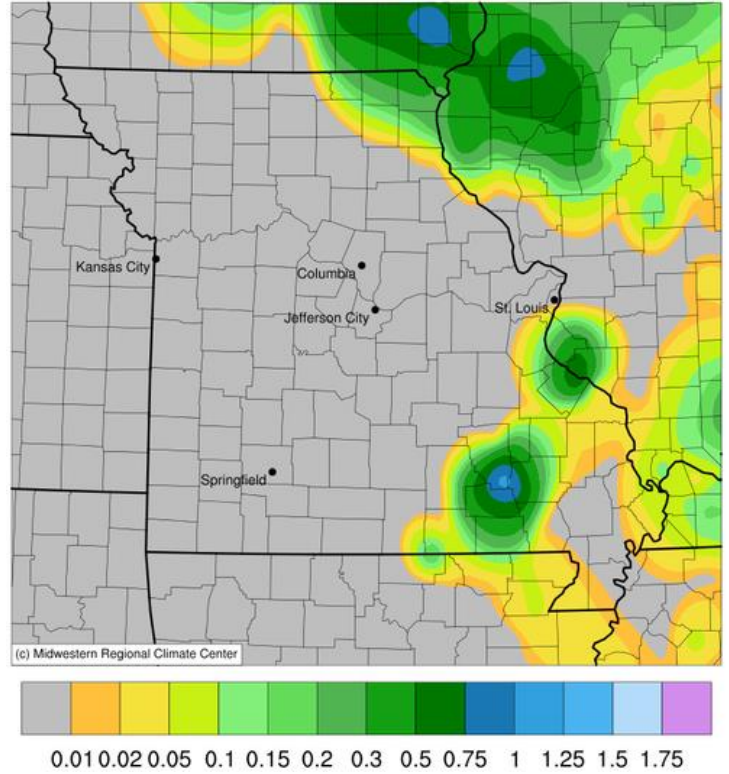 Kansas City
Columbia
Jefferson City
St. Louis
Springfield
(c) Midwestern Regional Climate Center
0.01 0.02 0.05 0.1 0.15 0.2 0.3 0.5 0.75 1 1.25 1.5 1.75